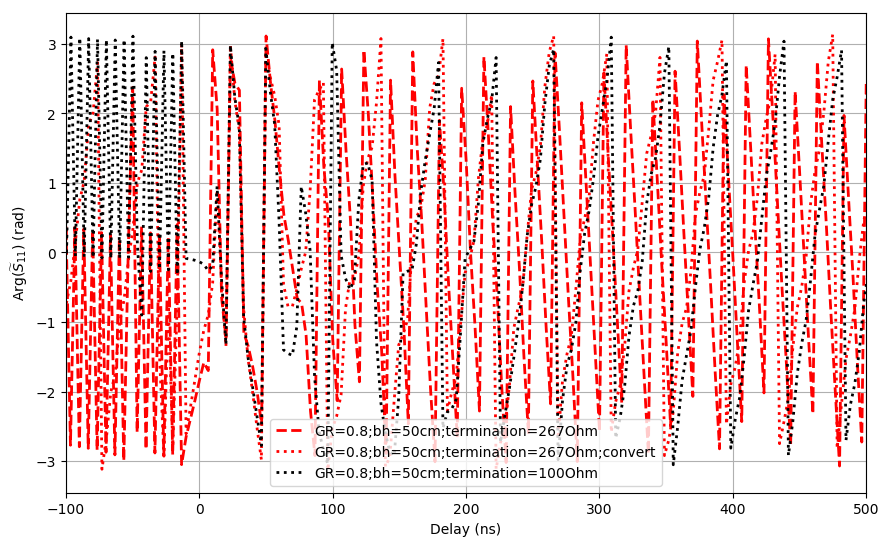 3
2
1
0
−1
−2
−3
Arg(S̃₁₁) (rad)
GR=0.8;bh=50cm;termination=267Ohm
GR=0.8;bh=50cm;termination=267Ohm;convert
GR=0.8;bh=50cm;termination=100Ohm
−100 0 100 200 300 400 500
Delay (ns)